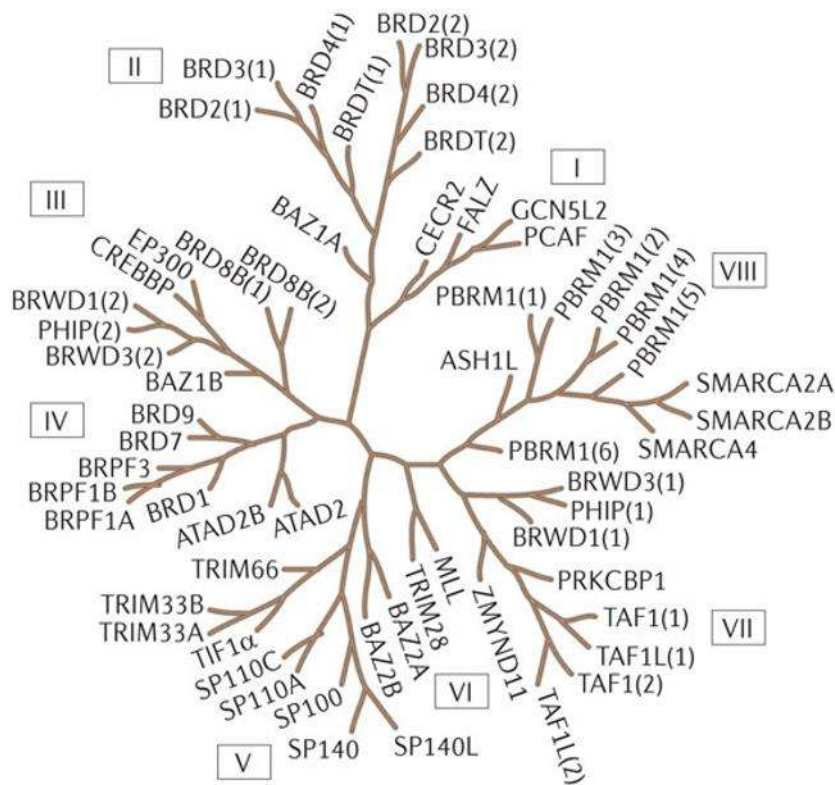 BRD2(2)
BRD3(2)
BRD4(1)
II
BRD3(1)
BRDT(1)
BRD2(1)
BRD4(2)
BRDT(2)
I
CECR2
FALZ
GCN5L2
PCAF
BAZ1A
III
EP300
CREBBP
BRD8B(1)
BRD8B(2)
BRWD1(2)
PHIP(2)
BRWD3(2)
BAZ1B
PBRM1(1)
PBRM1(3)
PBRM1(2)
PBRM1(4)
PBRM1(5)
VIII
ASH1L
SMARCA2A
SMARCA2B
SMARCA4
PBRM1(6)
IV
BRD9
BRD7
BRPF3
BRPF1B
BRPF1A
BRD1
ATAD2B
ATAD2
BRWD3(1)
PHIP(1)
BRWD1(1)
PRKCBP1
TAF1(1)
VII
TAF1L(1)
TAF1(2)
TAF1L(2)
ZMYND11
MLL
TRIM28
VI
BAZ2A
BAZ2B
TRIM66
TRIM33B
TRIM33A
TIF1α
SP110C
SP110A
SP100
V
SP140
SP140L